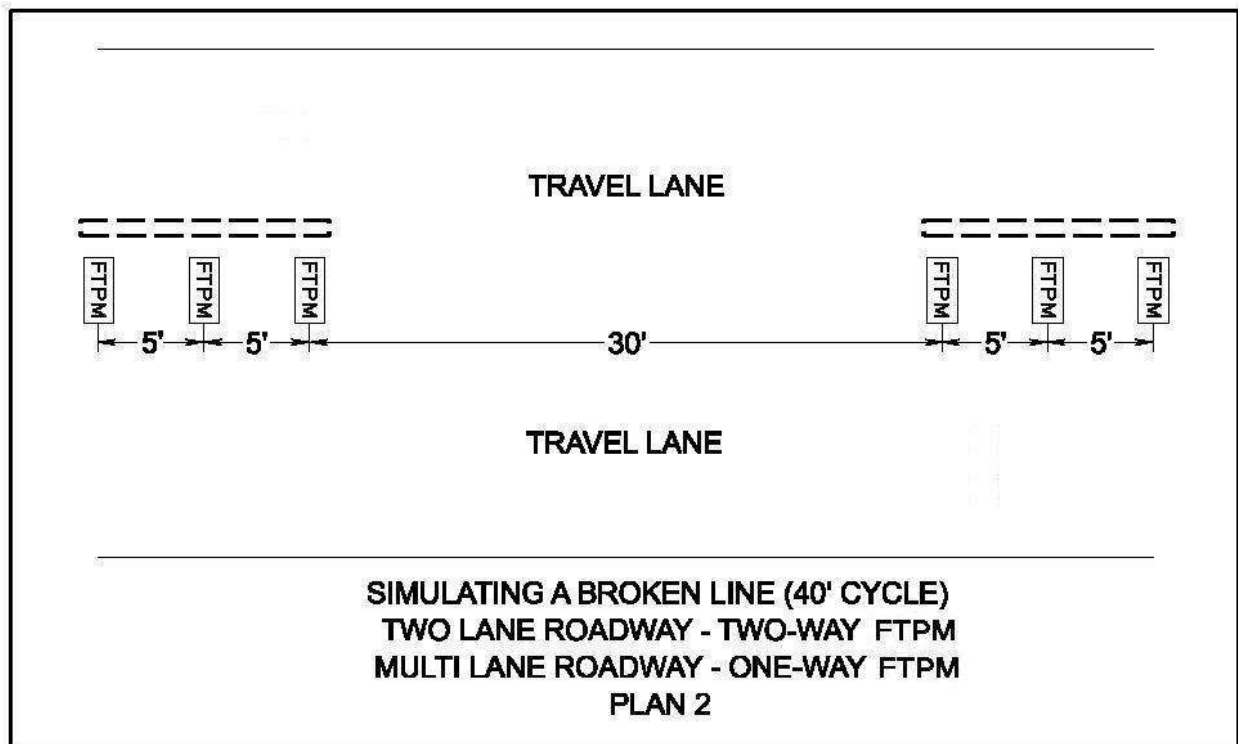 TRAVEL LANE
FTPM FTPM FTPM FTPM FTPM FTPM
5' 5' 30' 5' 5'
TRAVEL LANE
SIMULATING A BROKEN LINE (40' CYCLE)
TWO LANE ROADWAY - TWO-WAY FTPM
MULTI LANE ROADWAY - ONE-WAY FTPM
PLAN 2